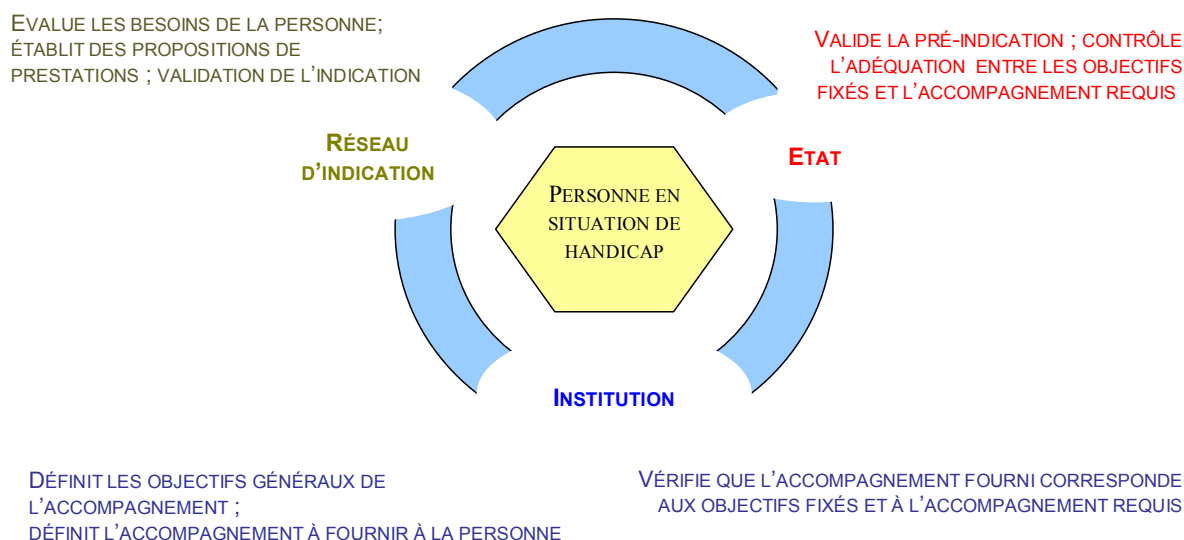 EVALUE LES BESOINS DE LA PERSONNE;
ÉTABLIT DES PROPOSITIONS DE
PRESTATIONS ; VALIDATION DE L'INDICATION
VALIDE LA PRÉ-INDICATION ; CONTRÔLE
L'ADÉQUATION ENTRE LES OBJECTIFS
FIXÉS ET L'ACCOMPAGNEMENT REQUIS
RÉSEAU
D'INDICATION
ETAT
PERSONNE EN
SITUATION DE
HANDICAP
INSTITUTION
DÉFINIT LES OBJECTIFS GÉNÉRAUX DE
L'ACCOMPAGNEMENT ;
DÉFINIT L'ACCOMPAGNEMENT À FOURNIR À LA PERSONNE
VÉRIFIE QUE L'ACCOMPAGNEMENT FOURNI CORRESPONDE
AUX OBJECTIFS FIXÉS ET À L'ACCOMPAGNEMENT REQUIS